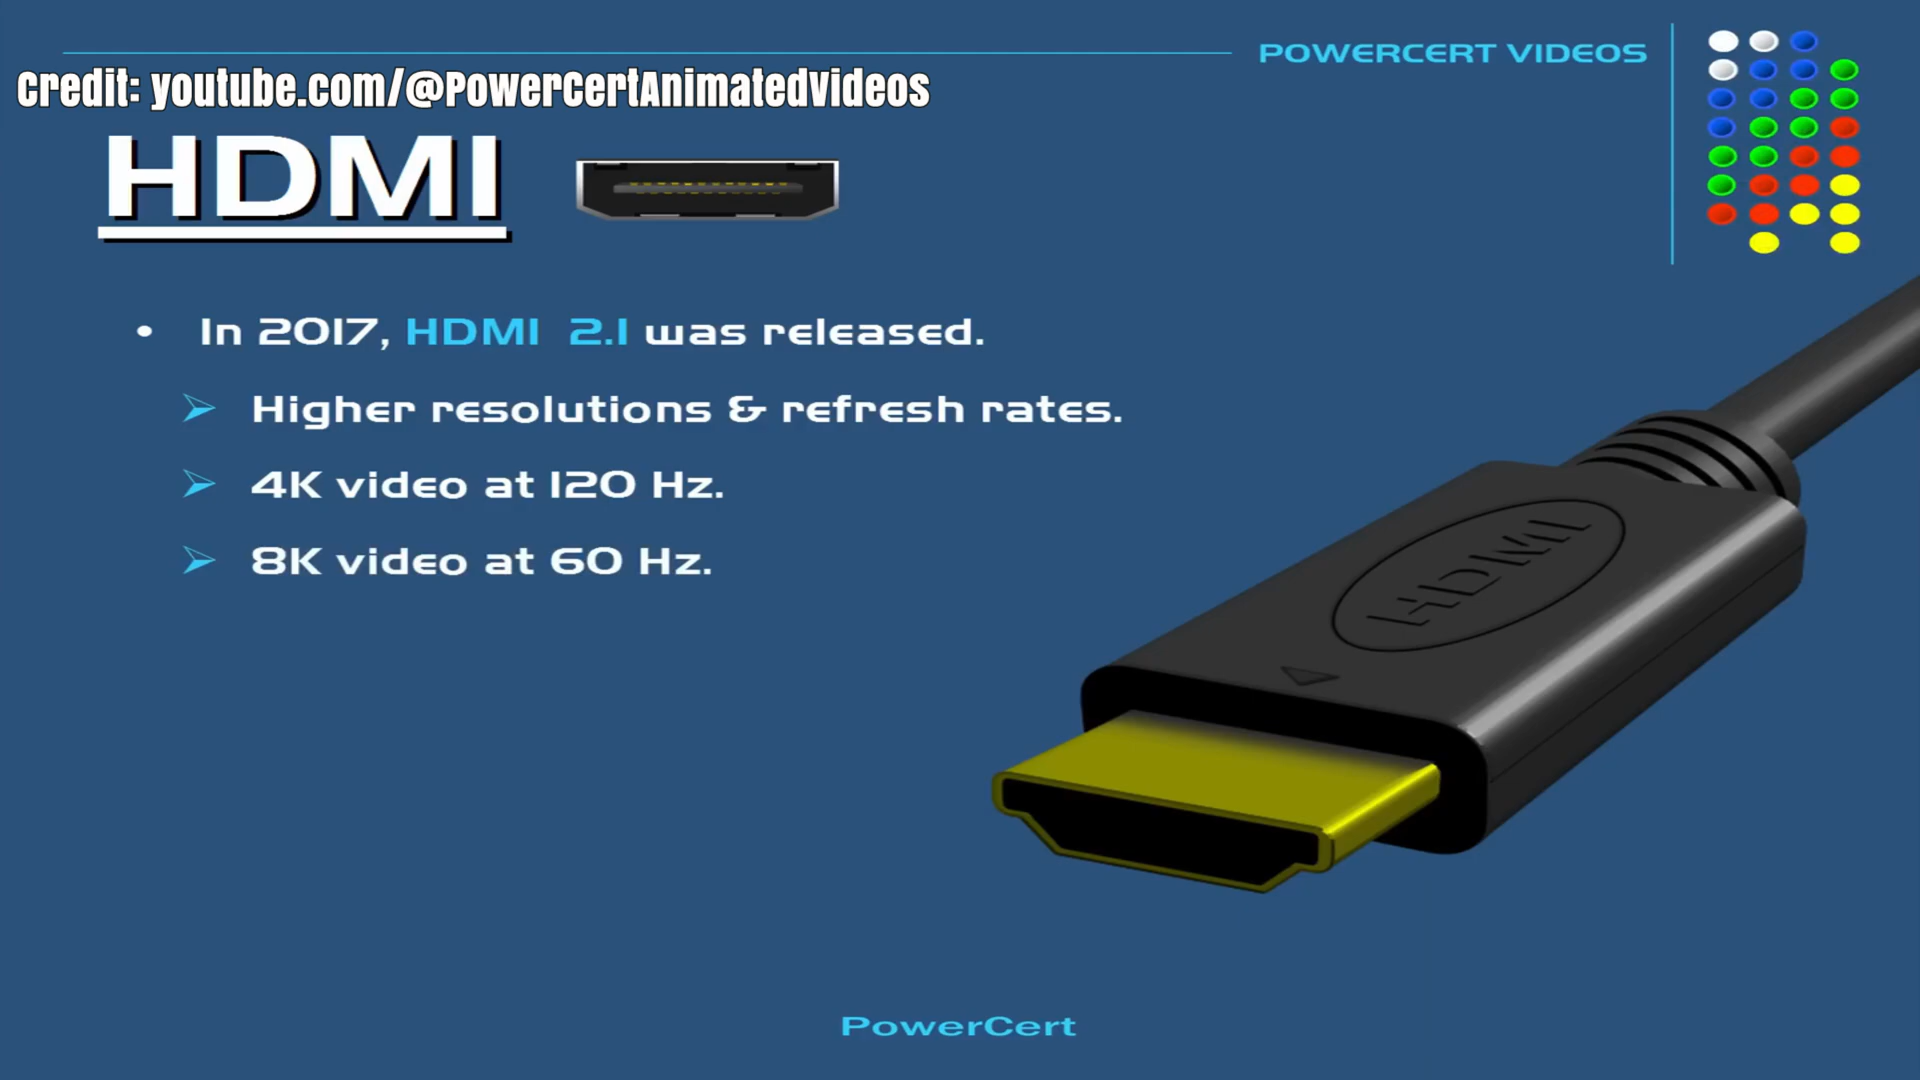 POWERCERT VIDEOS
Credit: youtube.com/@PowerCertAnimatedVideos
HDMI
• In 2017, HDMI 2.1 was released.
➢ Higher resolutions & refresh rates.
➢ 4K video at 120 Hz.
➢ 8K video at 60 Hz.
HDMI
PowerCert